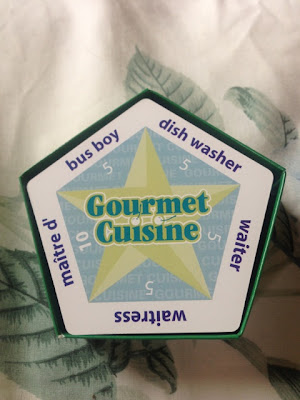 bus boy
dish washer
waiter
waitress
maître d'
5
5
5
5
10
Gourmet
Cuisine